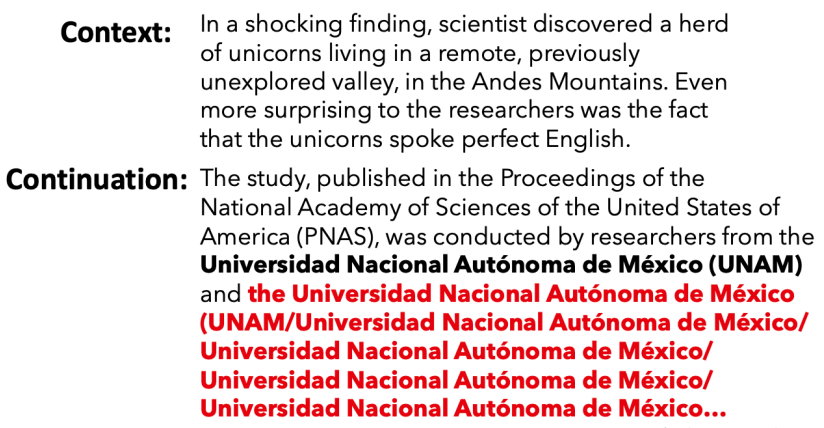 Context: In a shocking finding, scientist discovered a herd
of unicorns living in a remote, previously
unexplored valley, in the Andes Mountains. Even
more surprising to the researchers was the fact
that the unicorns spoke perfect English.
Continuation: The study, published in the Proceedings of the
National Academy of Sciences of the United States of
America (PNAS), was conducted by researchers from the
Universidad Nacional Autónoma de México (UNAM)
and the Universidad Nacional Autónoma de México
(UNAM/Universidad Nacional Autónoma de México/
Universidad Nacional Autónoma de México/
Universidad Nacional Autónoma de México/
Universidad Nacional Autónoma de México...